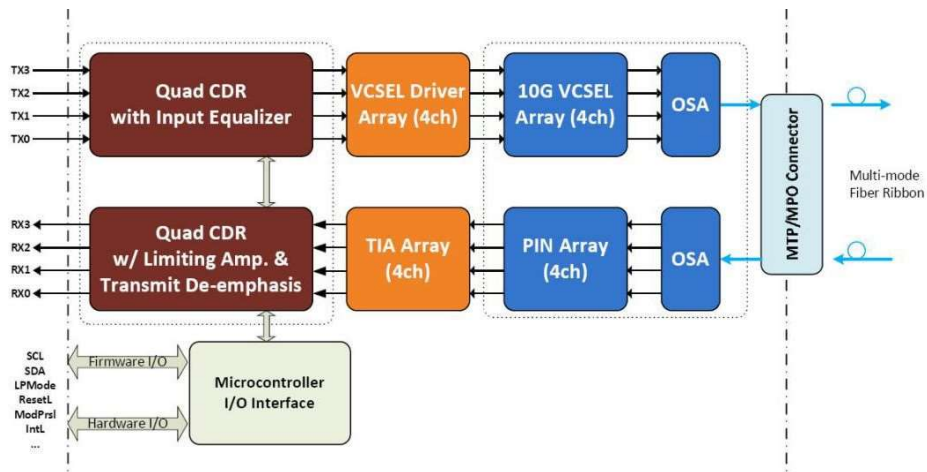 TX3
TX2
TX1
TX0
Quad CDR
with Input Equalizer
VCSEL Driver
Array (4ch)
10G VCSEL
Array (4ch)
OSA
MTP/MPO Connector
Multi-mode
Fiber Ribbon
RX3
RX2
RX1
RX0
Quad CDR
w/ Limiting Amp. &
Transmit De-emphasis
TIA Array
(4ch)
PIN Array
(4ch)
OSA
SCL
SDA
LPMode
ResetL
ModPrsl
IntL
...
Firmware I/O
Hardware I/O
Microcontroller
I/O Interface